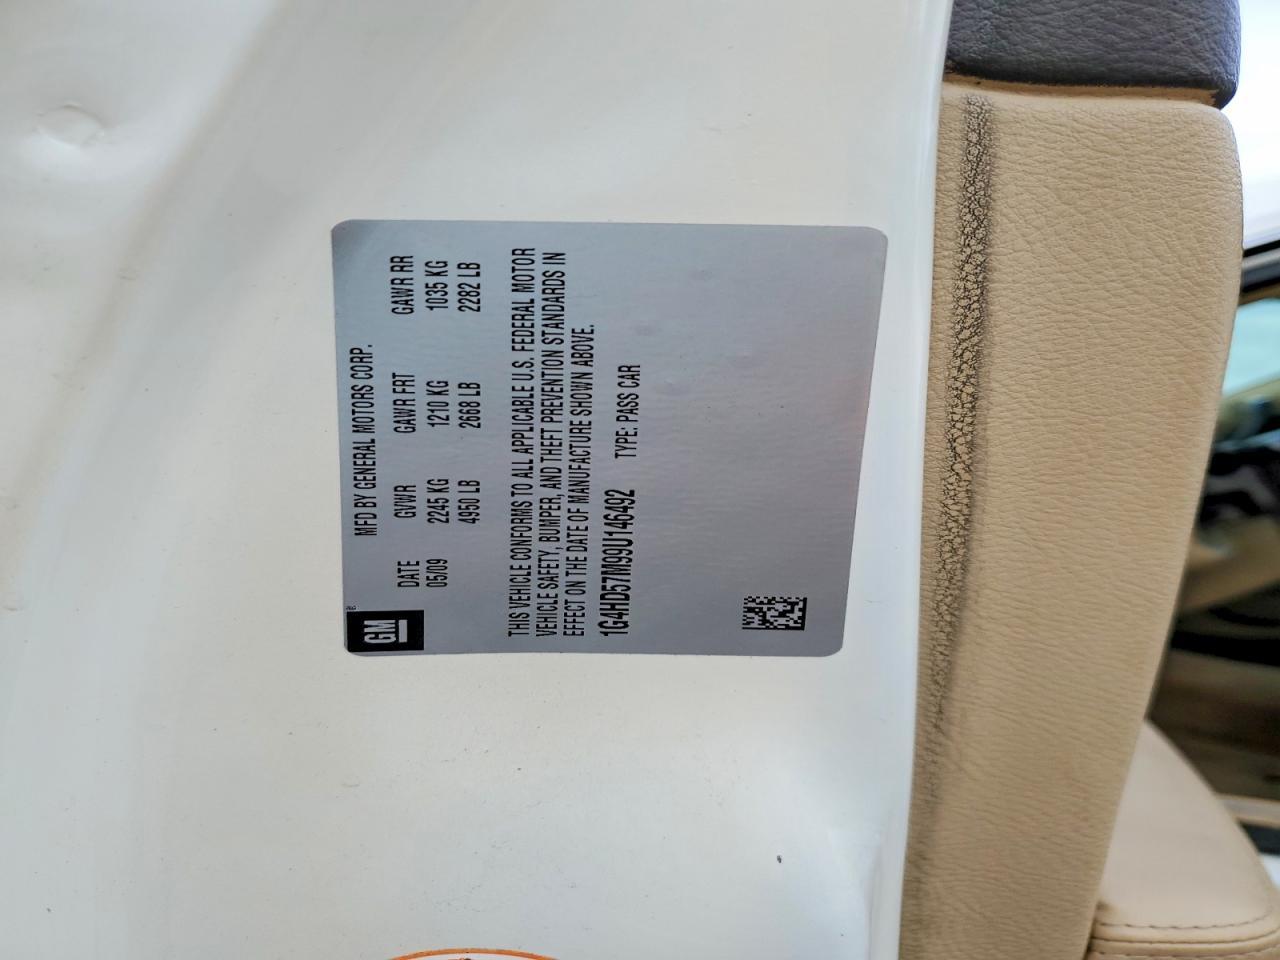 GM®
MFD BY GENERAL MOTORS CORP.
DATE GVWR GAWR FRT GAWR RR
05/09 2245 KG 1210 KG 1035 KG
4950 LB 2668 LB 2282 LB
THIS VEHICLE CONFORMS TO ALL APPLICABLE U.S. FEDERAL MOTOR
VEHICLE SAFETY, BUMPER, AND THEFT PREVENTION STANDARDS IN
EFFECT ON THE DATE OF MANUFACTURE SHOWN ABOVE.
1G4HD57M99U146492 TYPE: PASS CAR